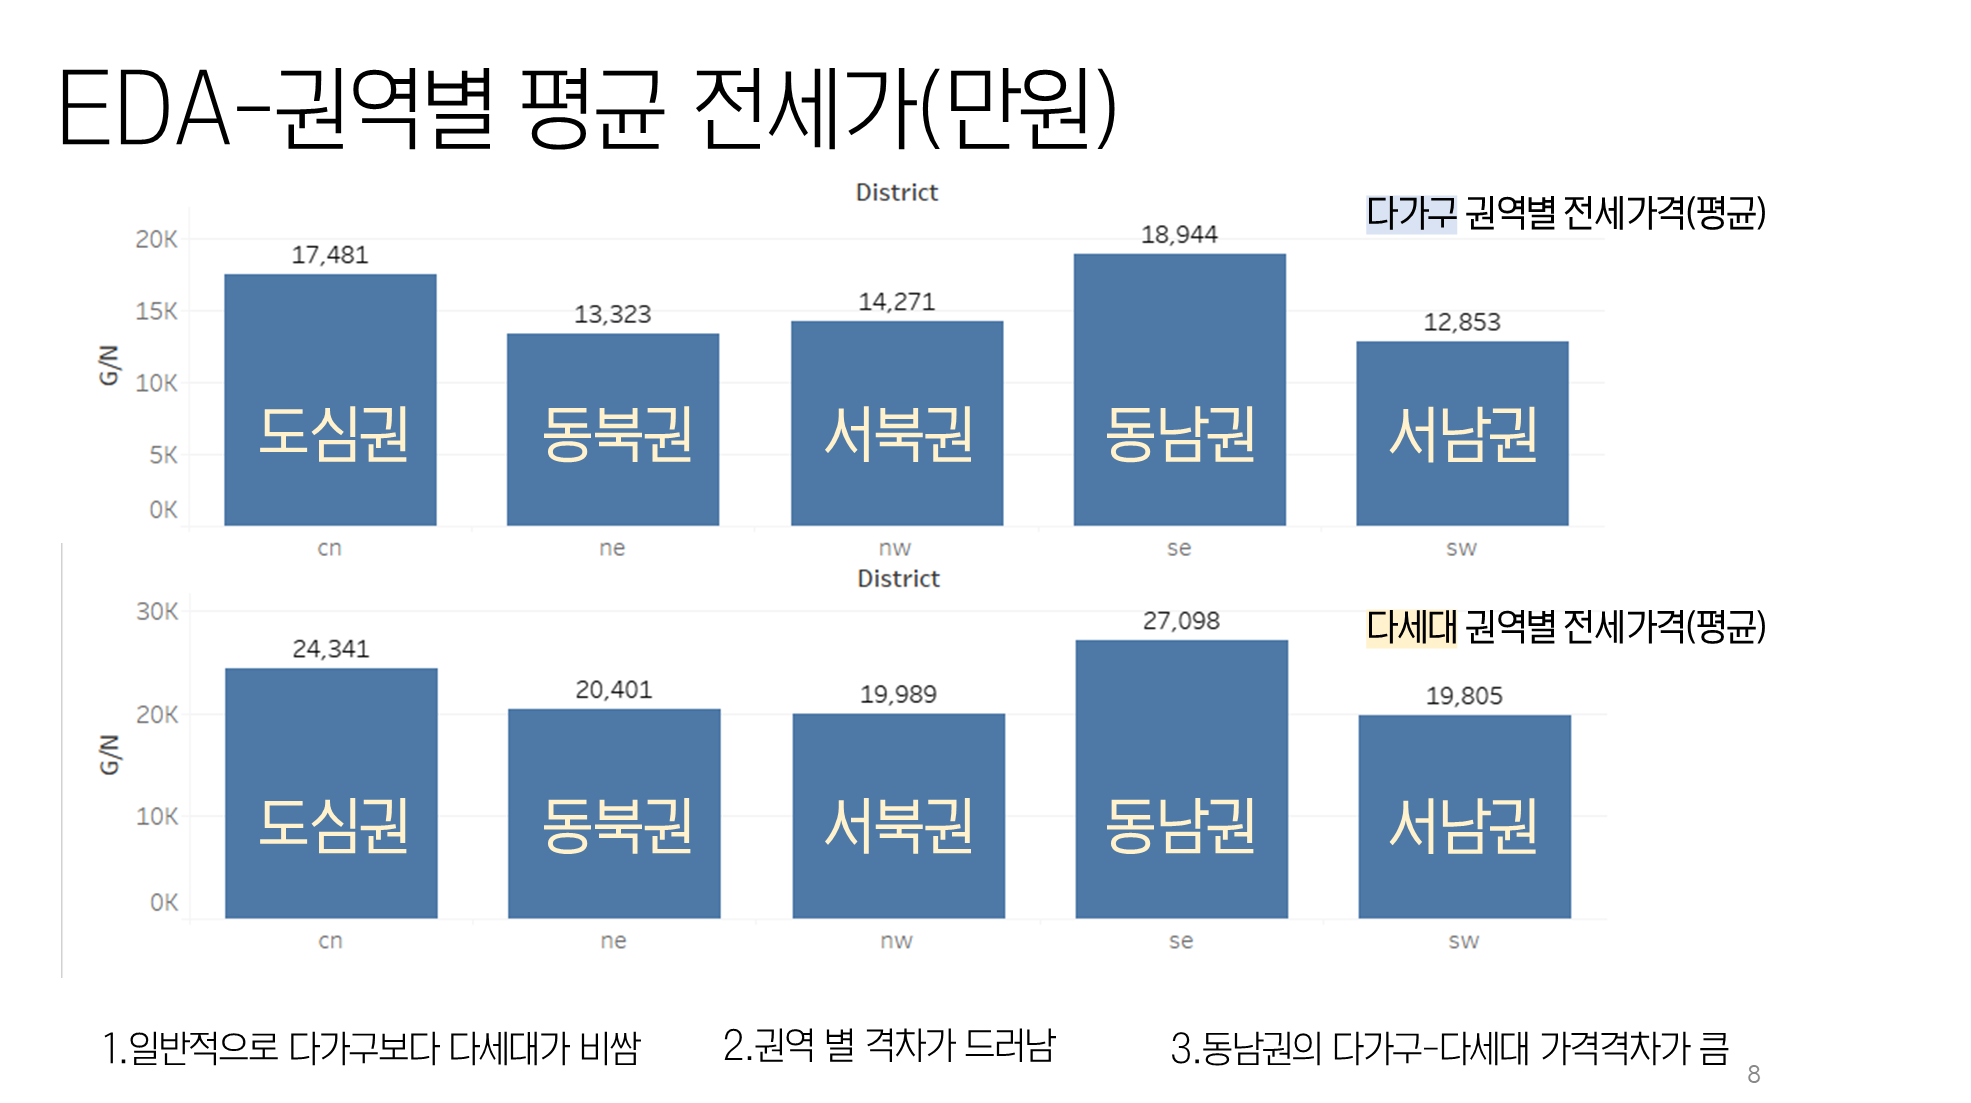 EDA-권역별 평균 전세가(만원)
District
다가구 권역별 전세가격(평균)
G/N
20K
15K
10K
5K
0K
17,481
13,323
14,271
18,944
12,853
도심권
동북권
서북권
동남권
서남권
cn
ne
nw
se
sw
District
다세대 권역별 전세가격(평균)
G/N
30K
20K
10K
0K
24,341
20,401
19,989
27,098
19,805
도심권
동북권
서북권
동남권
서남권
cn
ne
nw
se
sw
1.일반적으로 다가구보다 다세대가 비쌈
2.권역 별 격차가 드러남
3.동남권의 다가구-다세대 가격격차가 큼
8